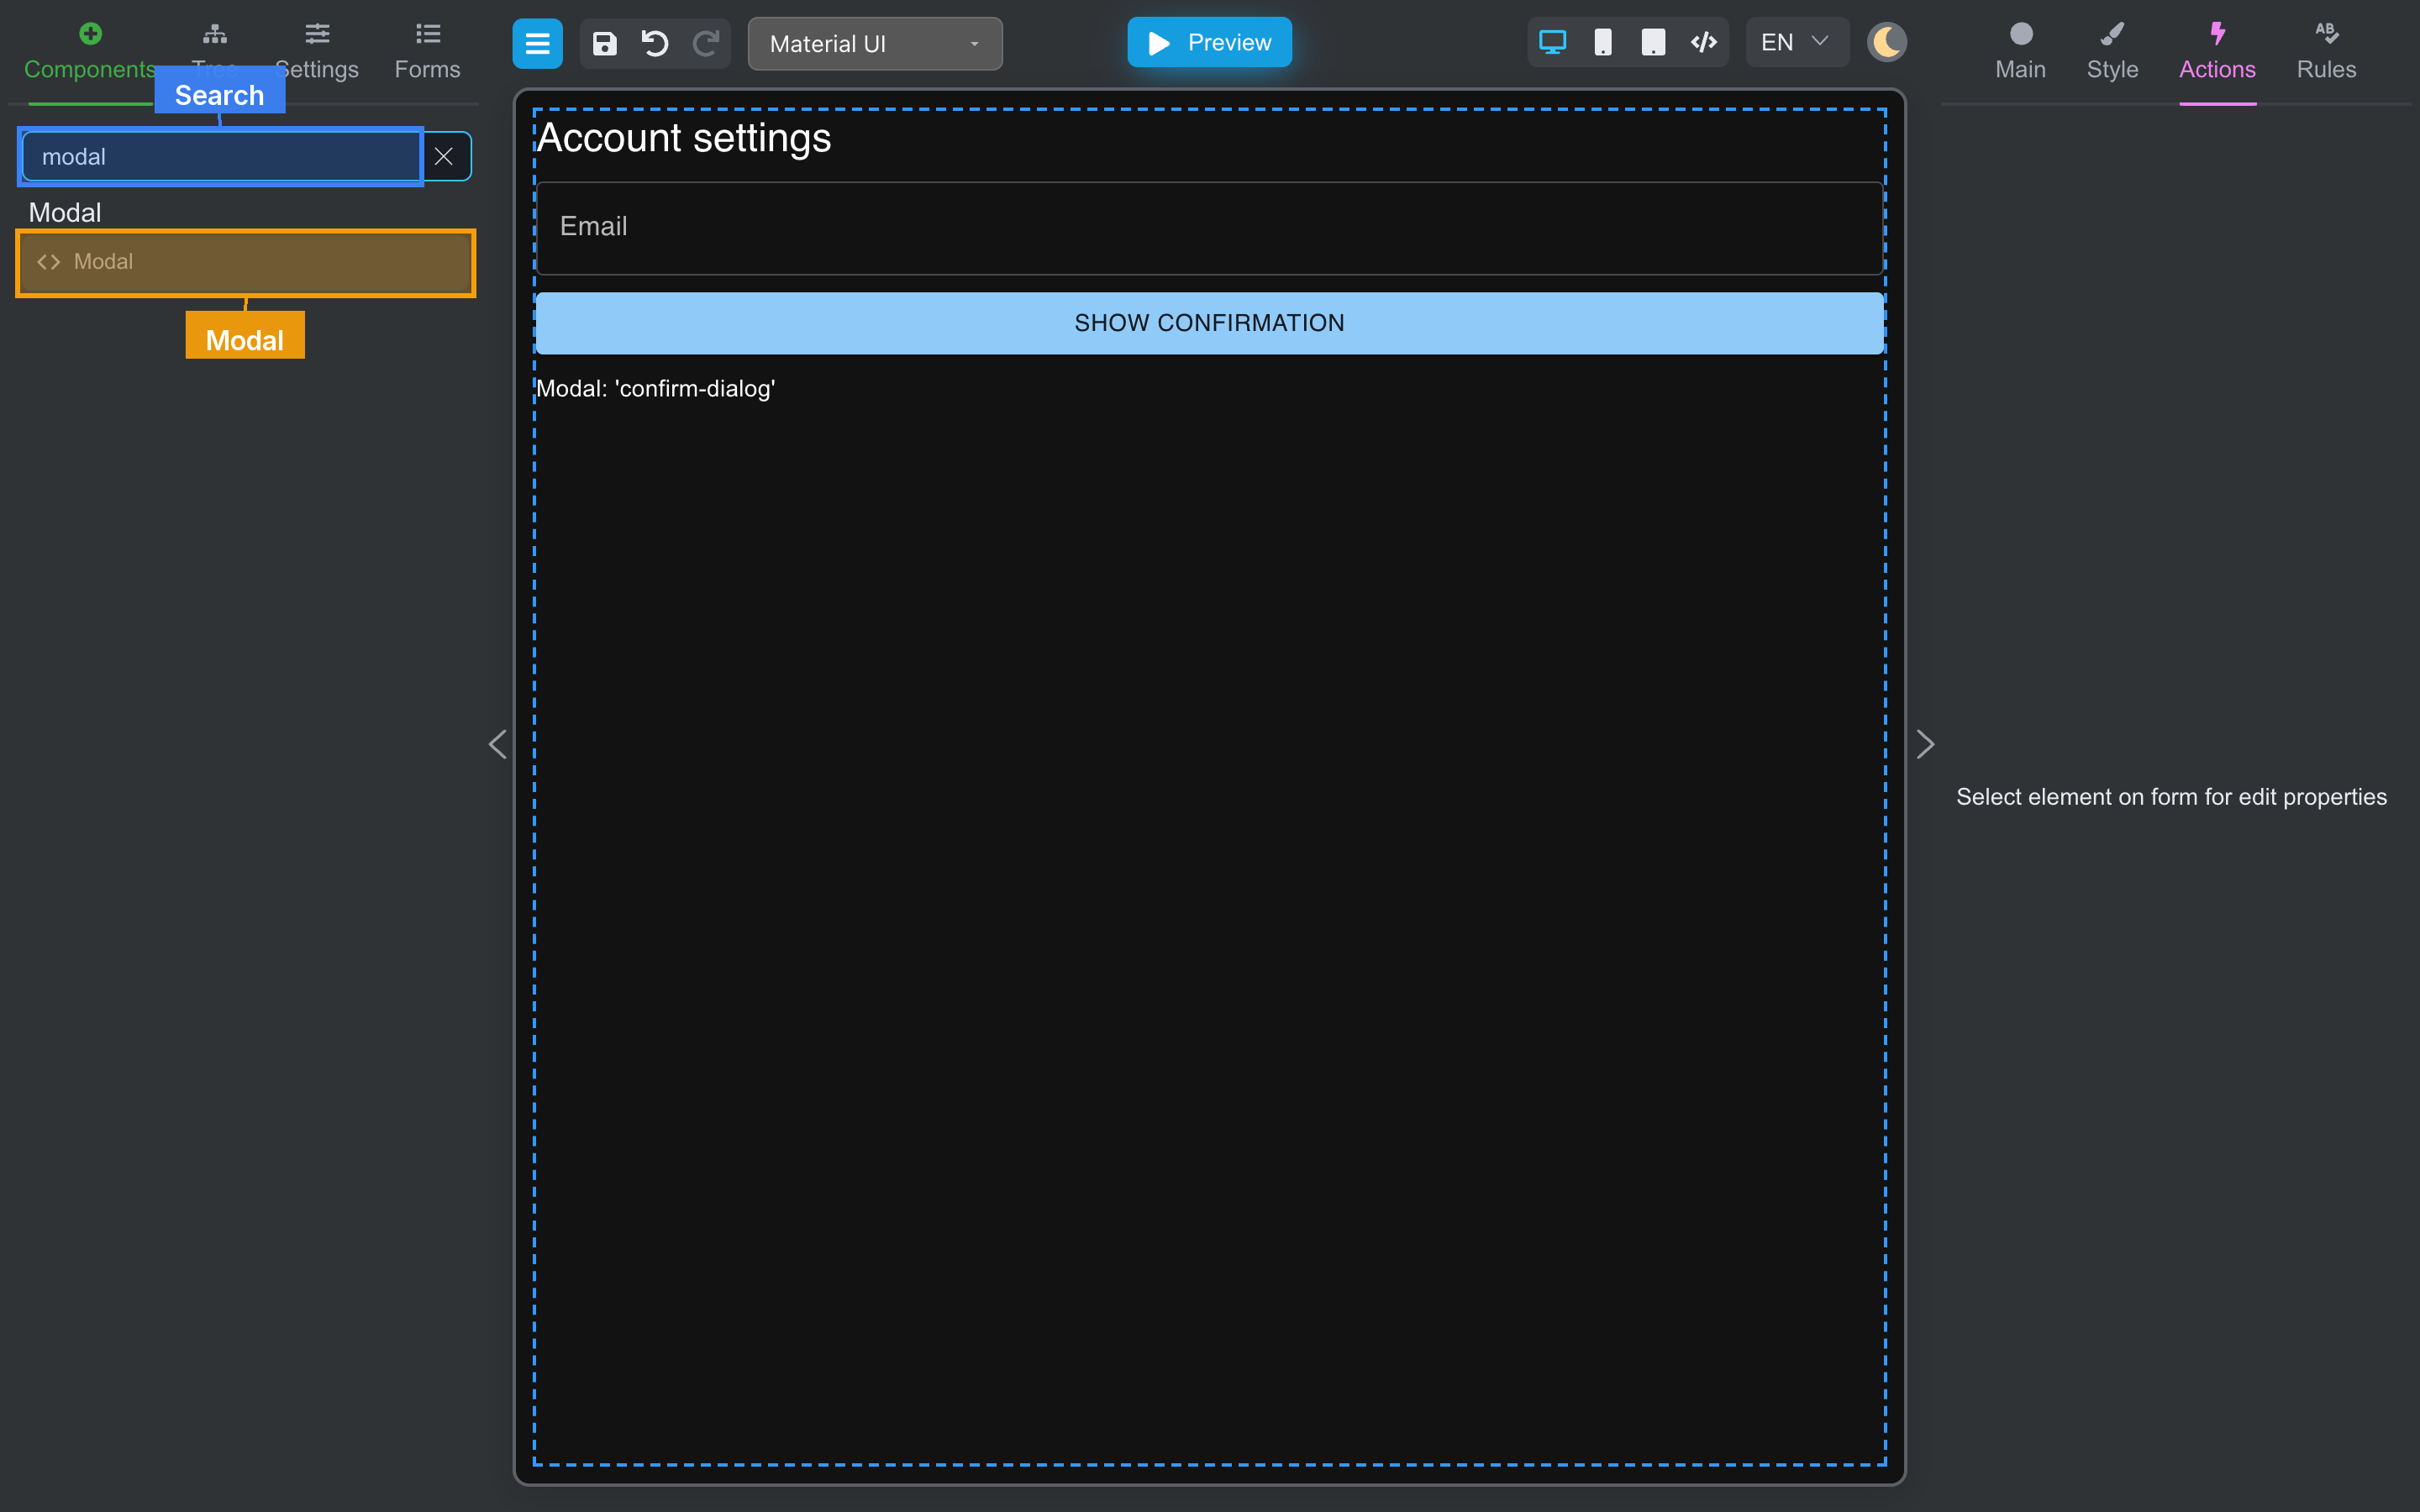 Components
Tree
Settings
Forms
Search
modal
Modal
Modal
Modal
Material UI
Preview
EN
Main
Style
Actions
Rules
Account settings
Email
SHOW CONFIRMATION
Modal: 'confirm-dialog'
Select element on form for edit properties